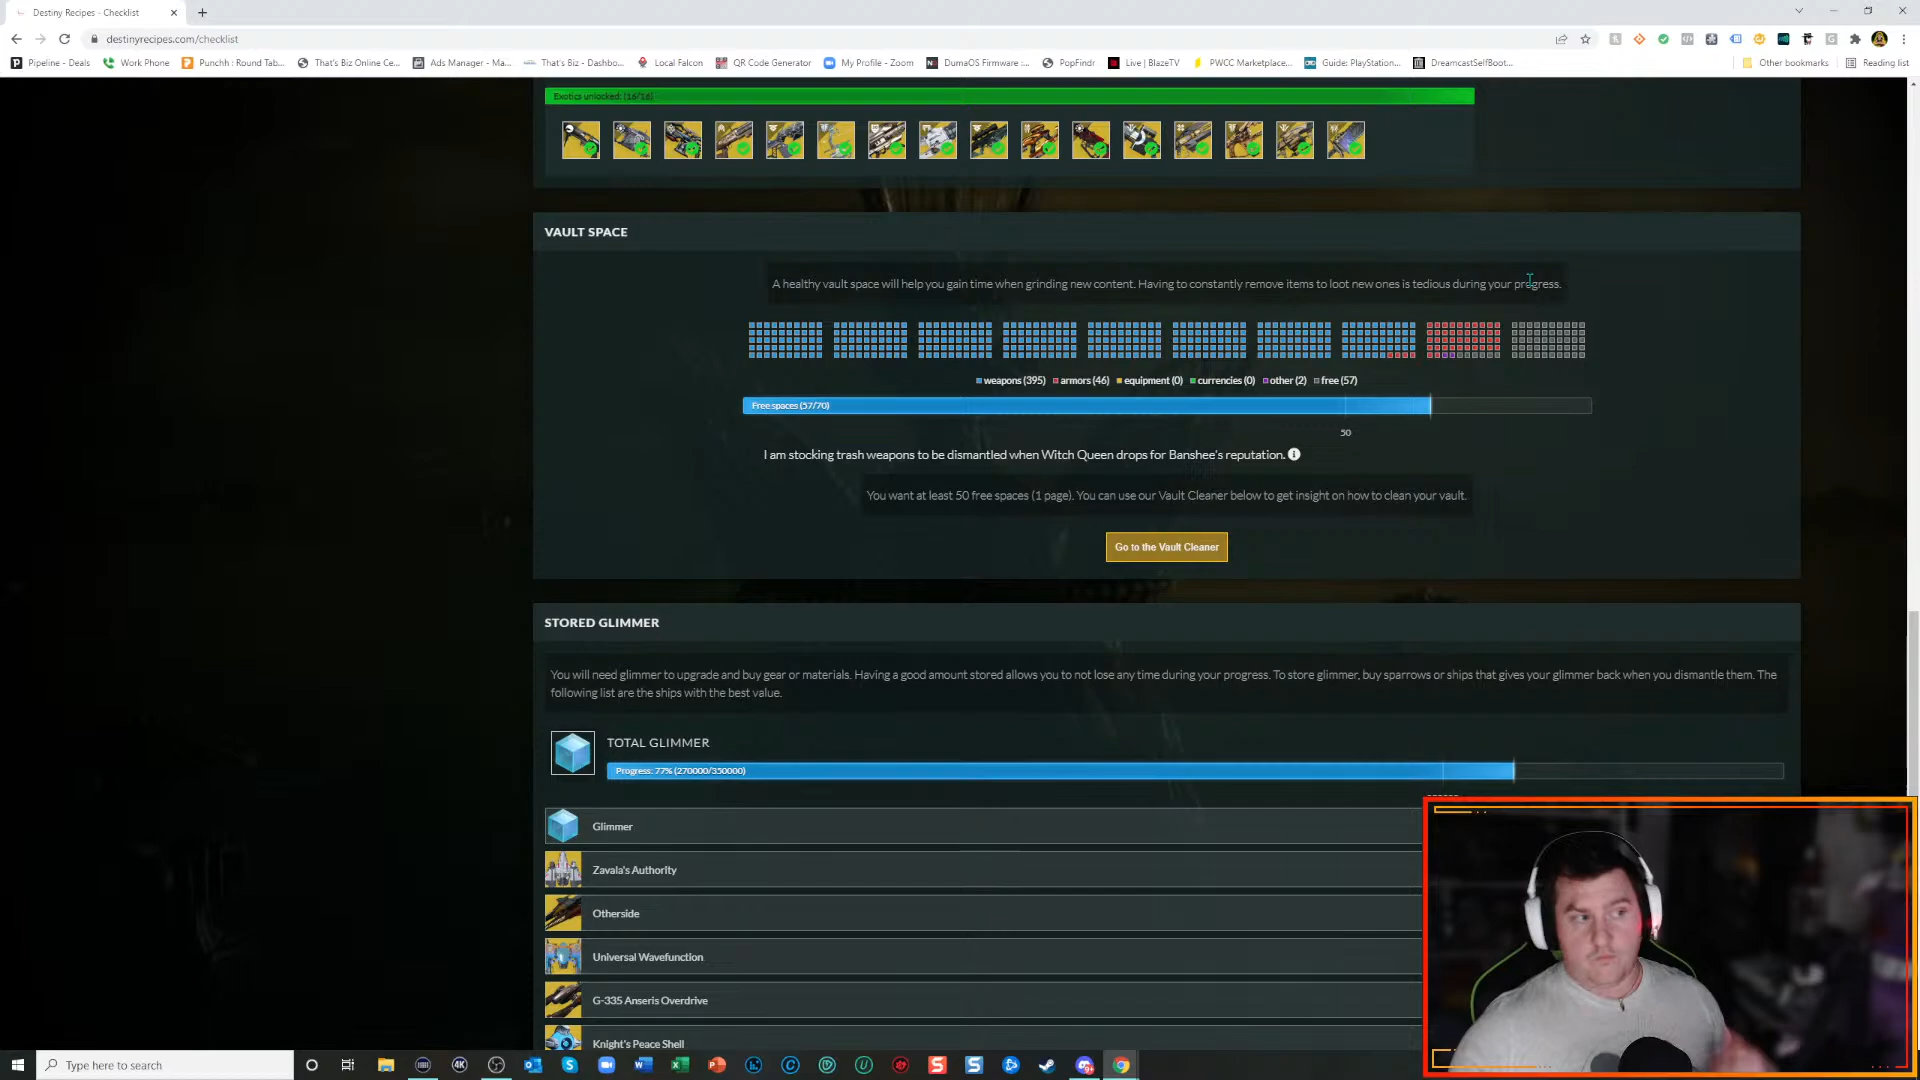 Destiny Recipes - Checklist
destinyrecipes.com/checklist
Pipeline - Deals
Work Phone
Punchh : Round Tab...
That's Biz Online Ce...
Ads Manager - Ma...
That's Biz - Dashbo...
Local Falcon
QR Code Generator
My Profile - Zoom
DumaOS Firmware:...
PopFindr
Live | BlazeTV
PWCC Marketplace...
Guide: PlayStation...
DreamcastSelfBoot...
Other bookmarks
Reading list
Exotics unlocked: (16/16)
VAULT SPACE
A healthy vault space will help you gain time when grinding new content. Having to constantly remove items to loot new ones is tedious during your progress.
weapons (395) armors (46) equipment (0) currencies (0) other (2) free (57)
Free spaces (57/70)
50
I am stocking trash weapons to be dismantled when Witch Queen drops for Banshee's reputation.
You want at least 50 free spaces (1 page). You can use our Vault Cleaner below to get insight on how to clean your vault.
Go to the Vault Cleaner
STORED GLIMMER
You will need glimmer to upgrade and buy gear or materials. Having a good amount stored allows you to not lose any time during your progress. To store glimmer, buy sparrows or ships that gives your glimmer back when you dismantle them. The
following list are the ships with the best value.
TOTAL GLIMMER
Progress: 77% (270000/350000)
Glimmer
Zavala's Authority
Otherside
Universal Wavefunction
G-335 Anseris Overdrive
Knight's Peace Shell
Type here to search